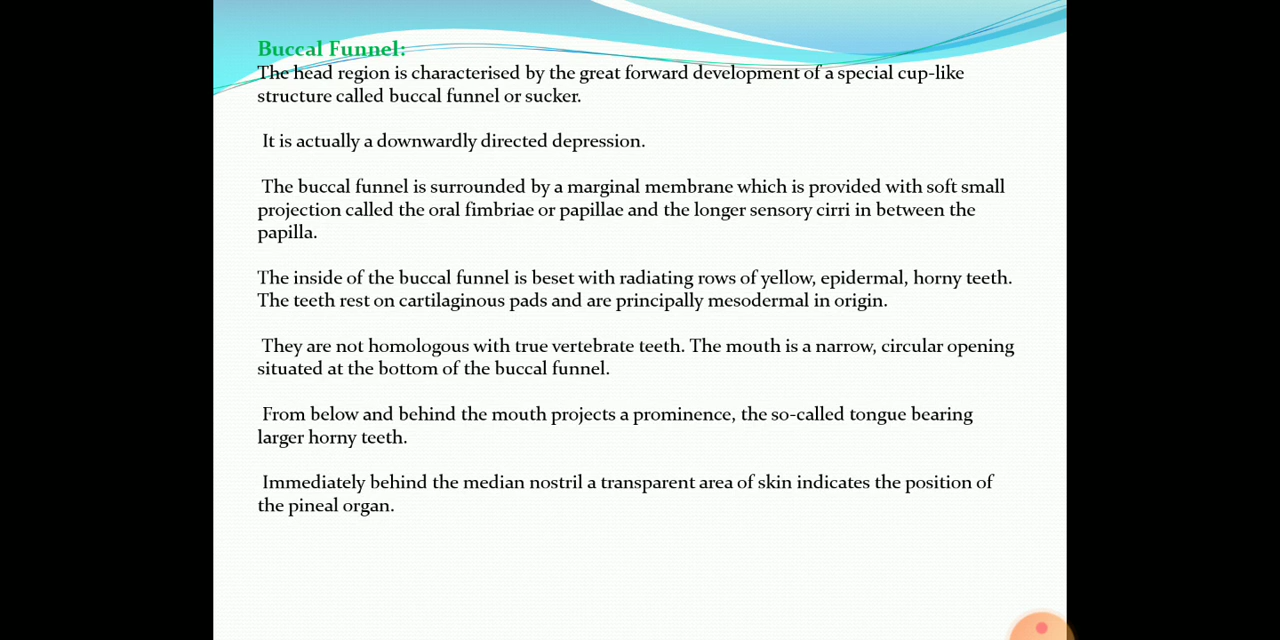 Buccal Funnel:
The head region is characterised by the great forward development of a special cup-like
structure called buccal funnel or sucker.
It is actually a downwardly directed depression.
The buccal funnel is surrounded by a marginal membrane which is provided with soft small
projection called the oral fimbriae or papillae and the longer sensory cirri in between the
papilla.
The inside of the buccal funnel is beset with radiating rows of yellow, epidermal, horny teeth.
The teeth rest on cartilaginous pads and are principally mesodermal in origin.
They are not homologous with true vertebrate teeth. The mouth is a narrow, circular opening
situated at the bottom of the buccal funnel.
From below and behind the mouth projects a prominence, the so-called tongue bearing
larger horny teeth.
Immediately behind the median nostril a transparent area of skin indicates the position of
the pineal organ.